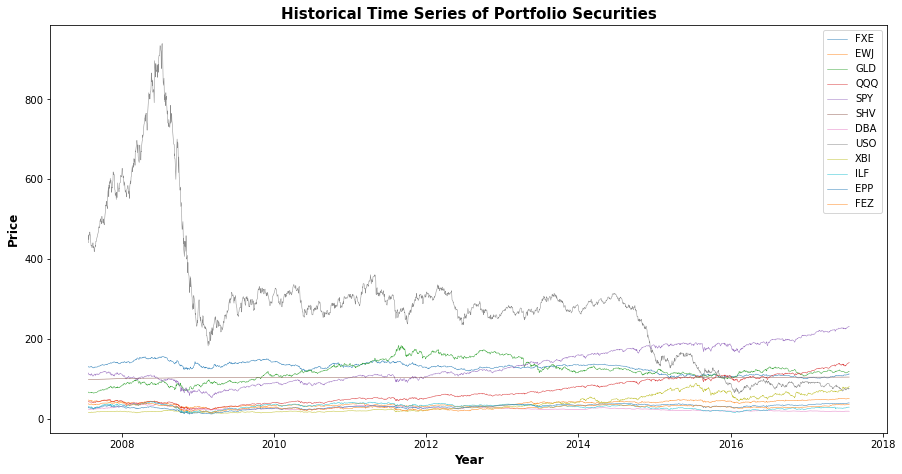 Historical Time Series of Portfolio Securities
FXE
EWJ
GLD
QQQ
SPY
SHV
DBA
USO
XBI
ILF
EPP
FEZ
800
600
400
200
0
Price
2008
2010
2012
2014
2016
2018
Year